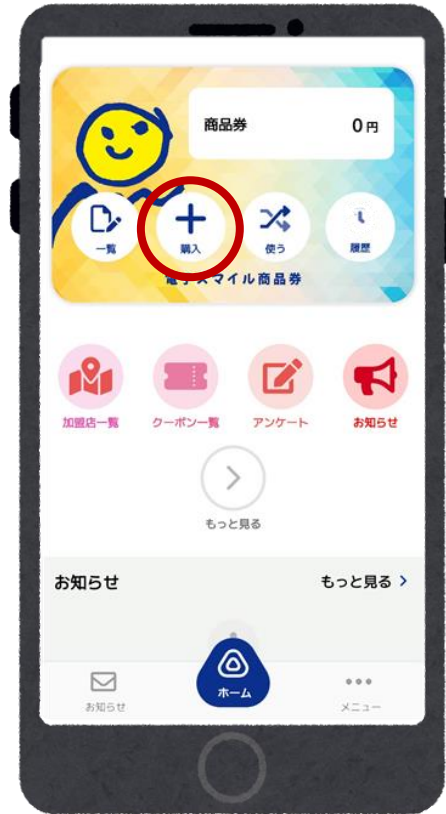 商品券 0円
一覧 購入 使う 履歴
電子スマイル商品券
加盟店一覧 クーポン一覧 アンケート お知らせ
もっと見る
お知らせ もっと見る
お知らせ ホーム メニュー